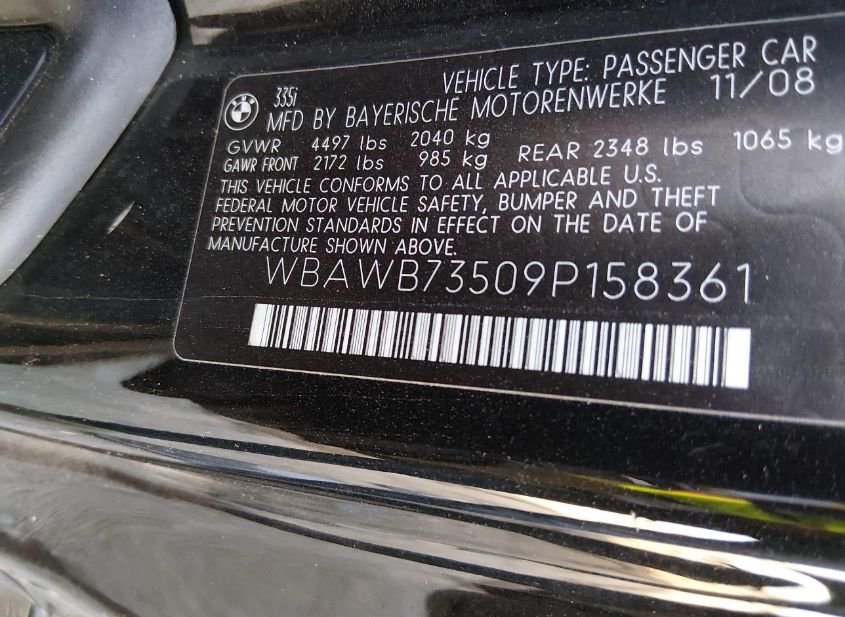 335i VEHICLE TYPE: PASSENGER CAR
MFD BY BAYERISCHE MOTORENWERKE 11/08
GVWR 4497 lbs 2040 kg
GAWR FRONT 2172 lbs 985 kg REAR 2348 lbs 1065 kg
THIS VEHICLE CONFORMS TO ALL APPLICABLE U.S.
FEDERAL MOTOR VEHICLE SAFETY, BUMPER AND THEFT
PREVENTION STANDARDS IN EFFECT ON THE DATE OF
MANUFACTURE SHOWN ABOVE.
WBAWB73509P158361